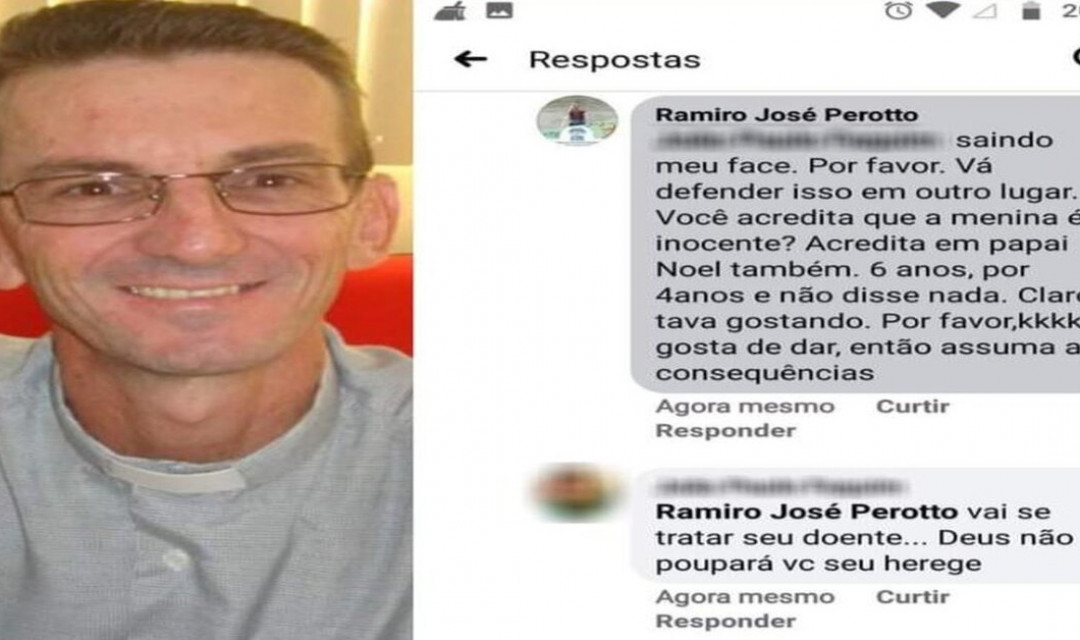 20
Respostas
Ramiro José Perotto
saindo
meu face. Por favor. Vá
defender isso em outro lugar.
Você acredita que a menina é
inocente? Acredita em papai
Noel também. 6 anos, por
4anos e não disse nada. Claro
tava gostando. Por favor,kkkk
gosta de dar, então assuma a
consequências
Agora mesmo Curtir
Responder
Ramiro José Perotto vai se
tratar seu doente... Deus não
poupará vc seu herege
Agora mesmo Curtir
Responder